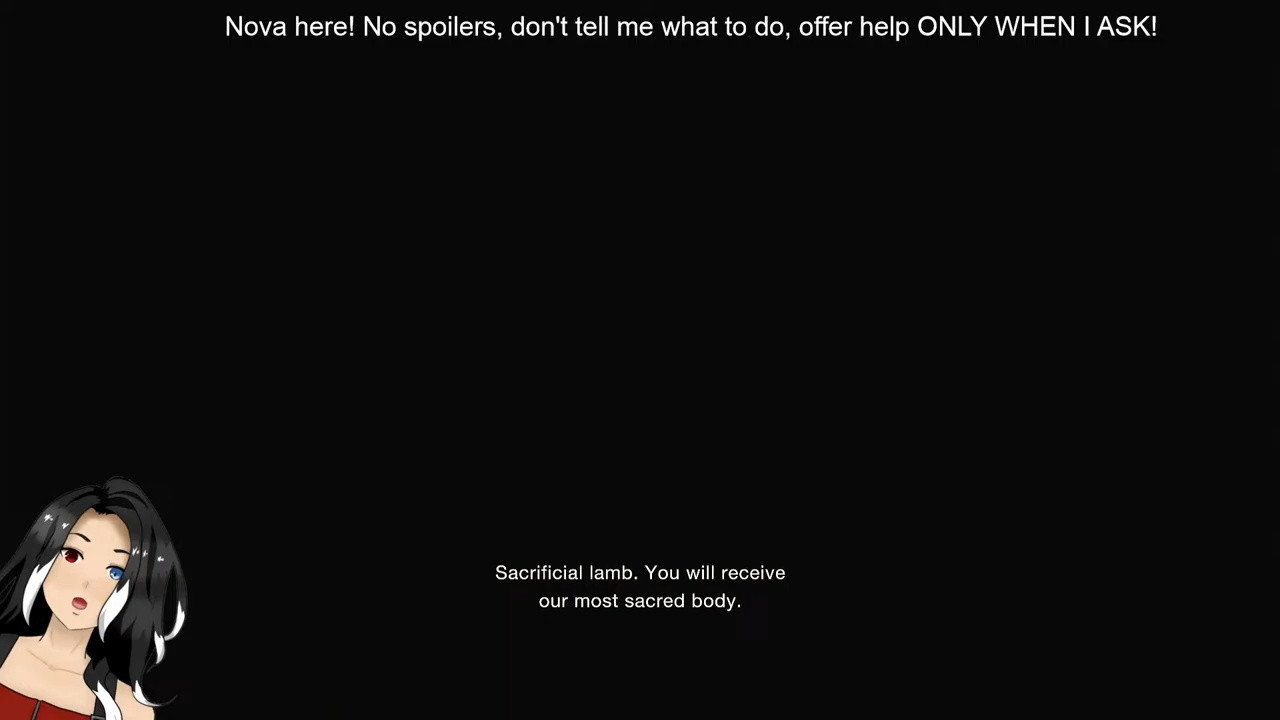 Nova here! No spoilers, don't tell me what to do, offer help ONLY WHEN I ASK!
Sacrificial lamb. You will receive
our most sacred body.